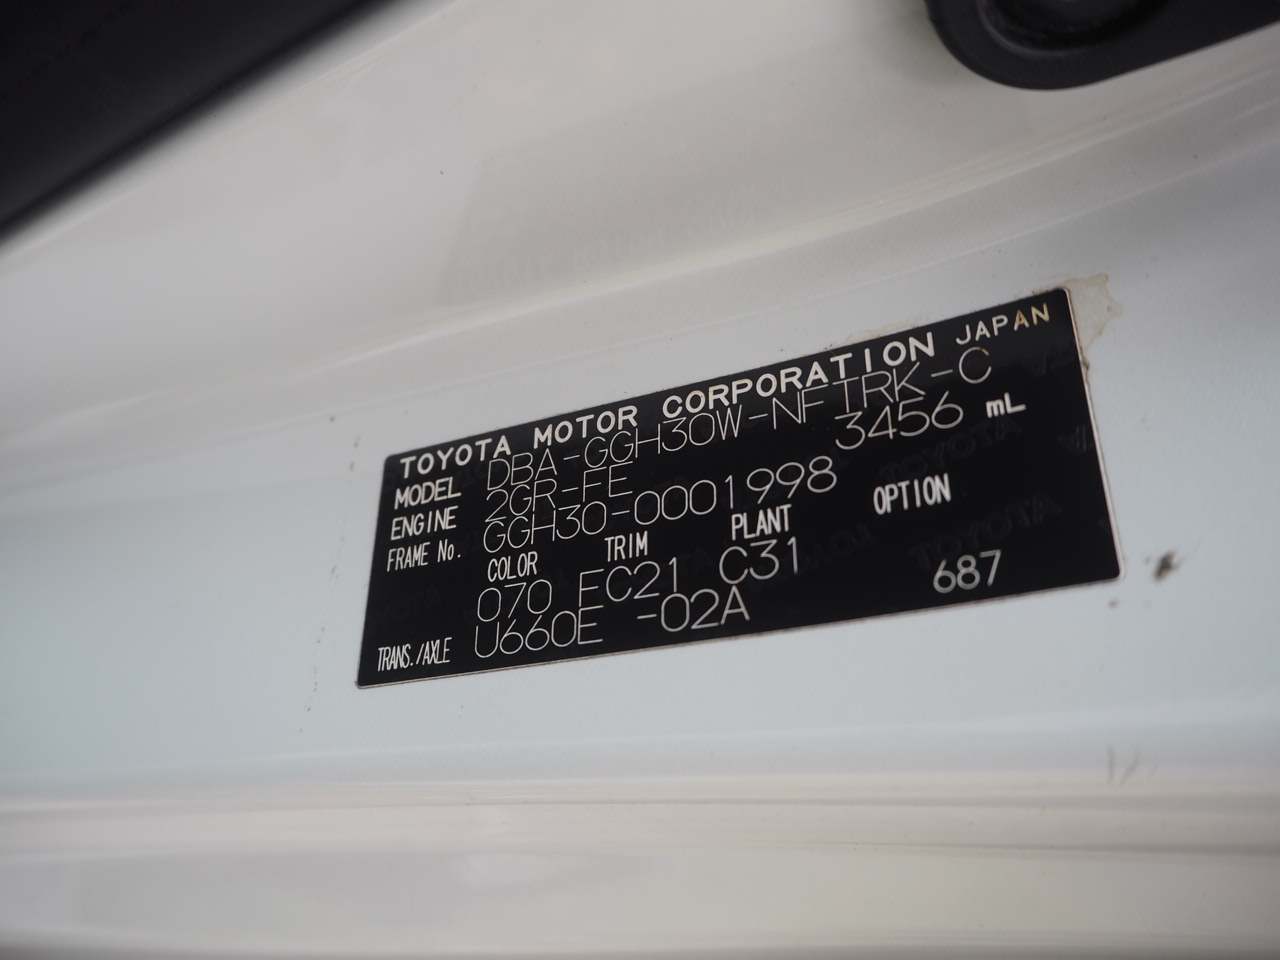 TOYOTA MOTOR CORPORATION JAPAN
MODEL DBA-GGH30W-NFTRK-C
ENGINE 2GR-FE 3456 mL
FRAME No. GGH30-0001998
COLOR TRIM PLANT OPTION
070 FC21 C31
TRANS./AXLE U660E -02A 687